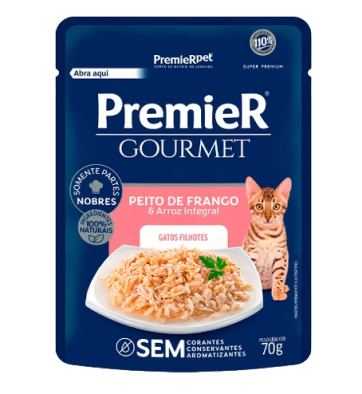 PremieRpet
Abra aqui
110%
SUPER PREMIUM
PremieR®
GOURMET
SOMENTE PARTES
NOBRES
INGREDIENTES
100%
NATURAIS
PEITO DE FRANGO
& Arroz Integral
GATOS FILHOTES
SEM
CORANTES
CONSERVANTES
AROMATIZANTES
70g